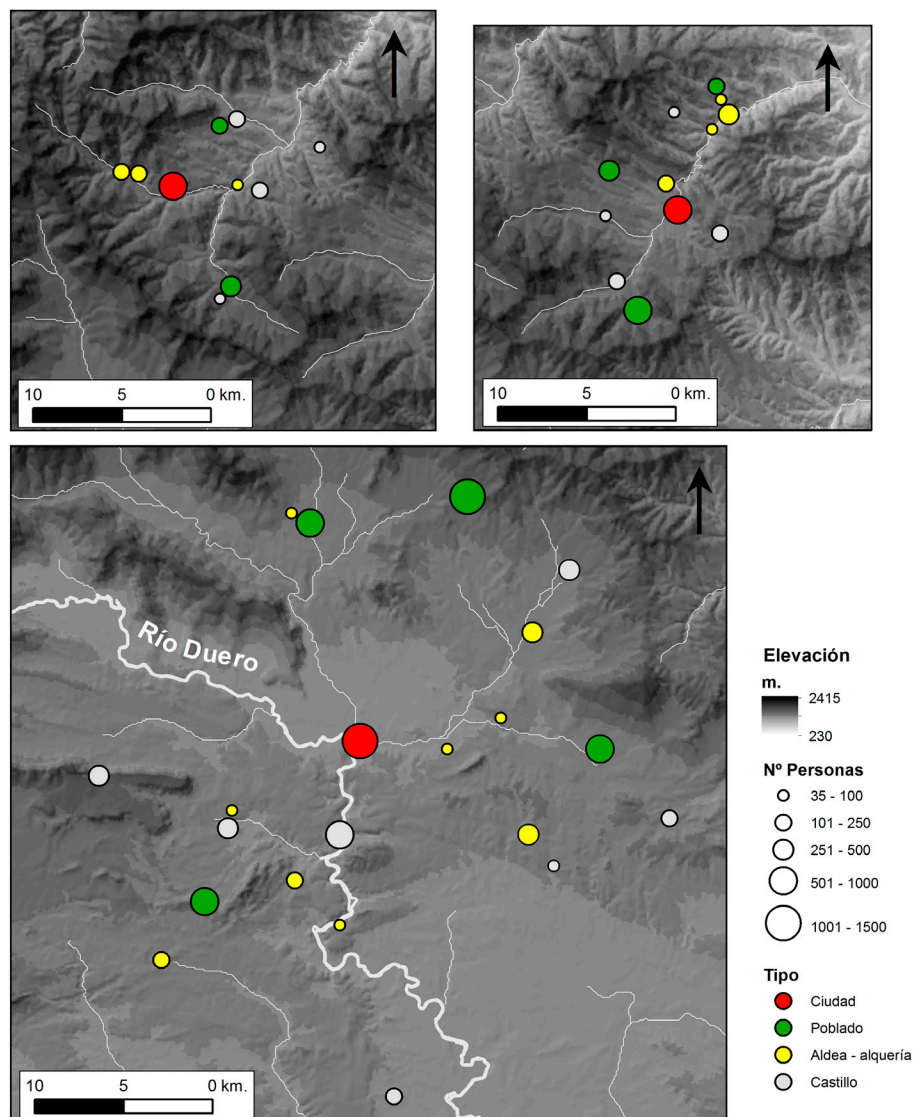 10 5 0 km.
10 5 0 km.
Río Duero
10 5 0 km.
Elevación
m.
2415
230
Nº Personas
35 - 100
101 - 250
251 - 500
501 - 1000
1001 - 1500
Tipo
Ciudad
Poblado
Aldea - alquería
Castillo